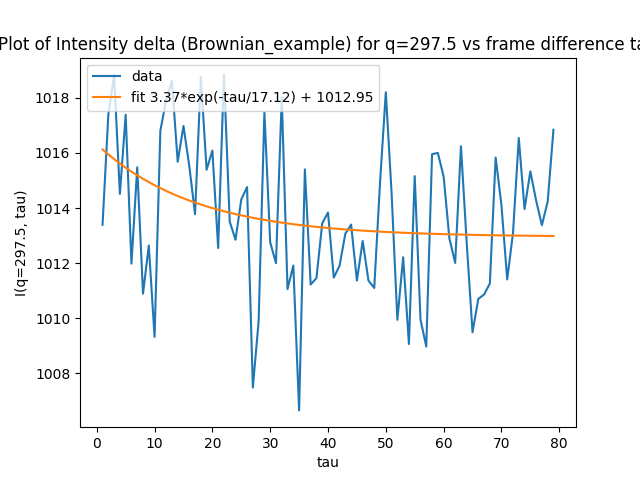 Plot of Intensity delta (Brownian_example) for q=297.5 vs frame difference ta
data
fit 3.37*exp(-tau/17.12) + 1012.95
I(q=297.5, tau)
1018
1016
1014
1012
1010
1008
0 10 20 30 40 50 60 70 80
tau